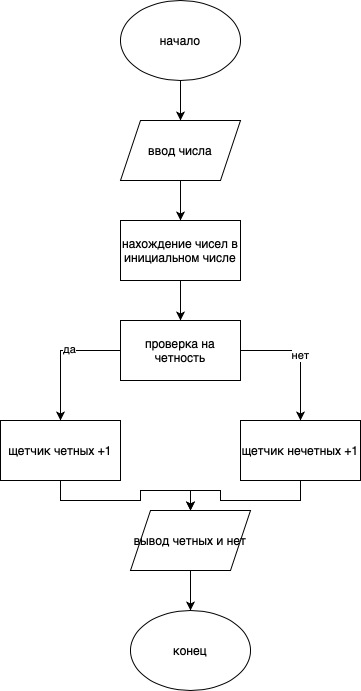 начало
ввод числа
нахождение чисел в
инициальном числе
проверка на
четность
да
нет
щетчик четных +1
щетчик нечетных +1
вывод четных и нет
конец